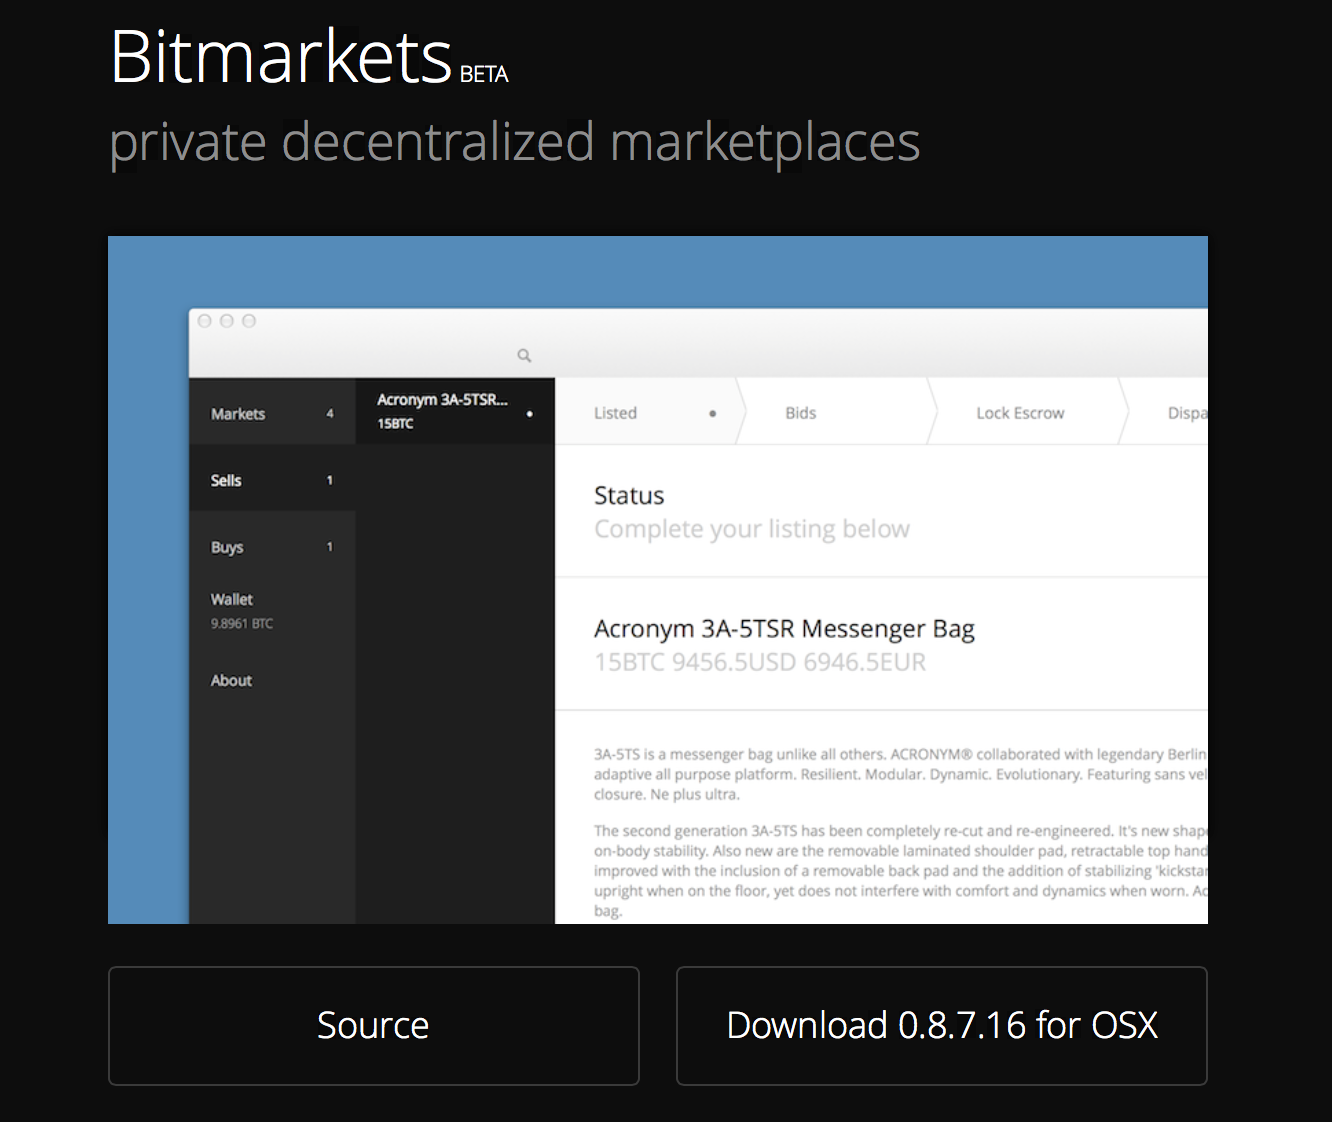 Bitmarkets BETA
private decentralized marketplaces
Markets 4
Sells 1
Buys 1
Wallet
9.8961 BTC
About
Acronym 3A-5TSR...
15BTC
Listed Bids Lock Escrow Dispa
Status
Complete your listing below
Acronym 3A-5TSR Messenger Bag
15BTC 9456.5USD 6946.5EUR
3A-5TS is a messenger bag unlike all others. ACRONYM® collaborated with legendary Berlin
adaptive all purpose platform. Resilient. Modular. Dynamic. Evolutionary. Featuring sans vel
closure. Ne plus ultra.
The second generation 3A-5TS has been completely re-cut and re-engineered. It's new shap
on-body stability. Also new are the removable laminated shoulder pad, retractable top hand
improved with the inclusion of a removable back pad and the addition of stabilizing 'kickstar
upright when on the floor, yet does not interfere with comfort and dynamics when worn. Ac
bag.
Source
Download 0.8.7.16 for OSX